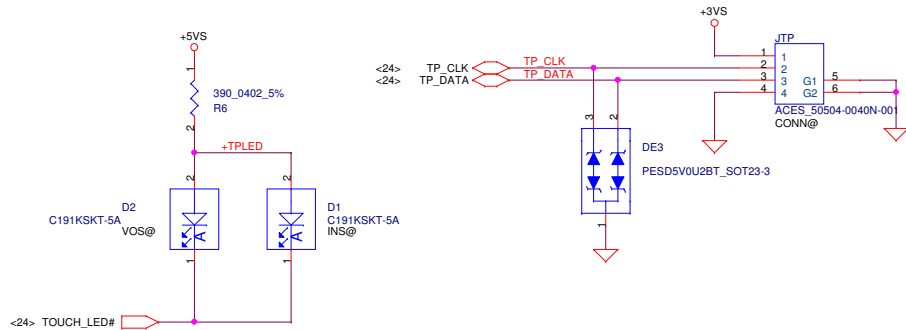 +5VS
1
390_0402_5%
R6
2
+TPLED
2
2
D2
C191KSKT-5A
VOS@
A
D1
C191KSKT-5A
INS@
A
1
1
<24> TOUCH_LED#
+3VS
JTP
<24> TP_CLK TP_CLK
<24> TP_DATA TP_DATA
1 1
2 2
3 3
4 4
G1 5
G2 6
ACES_50504-0040N-001
CONN@
3
2
DE3
PESD5V0U2BT_SOT23-3
1